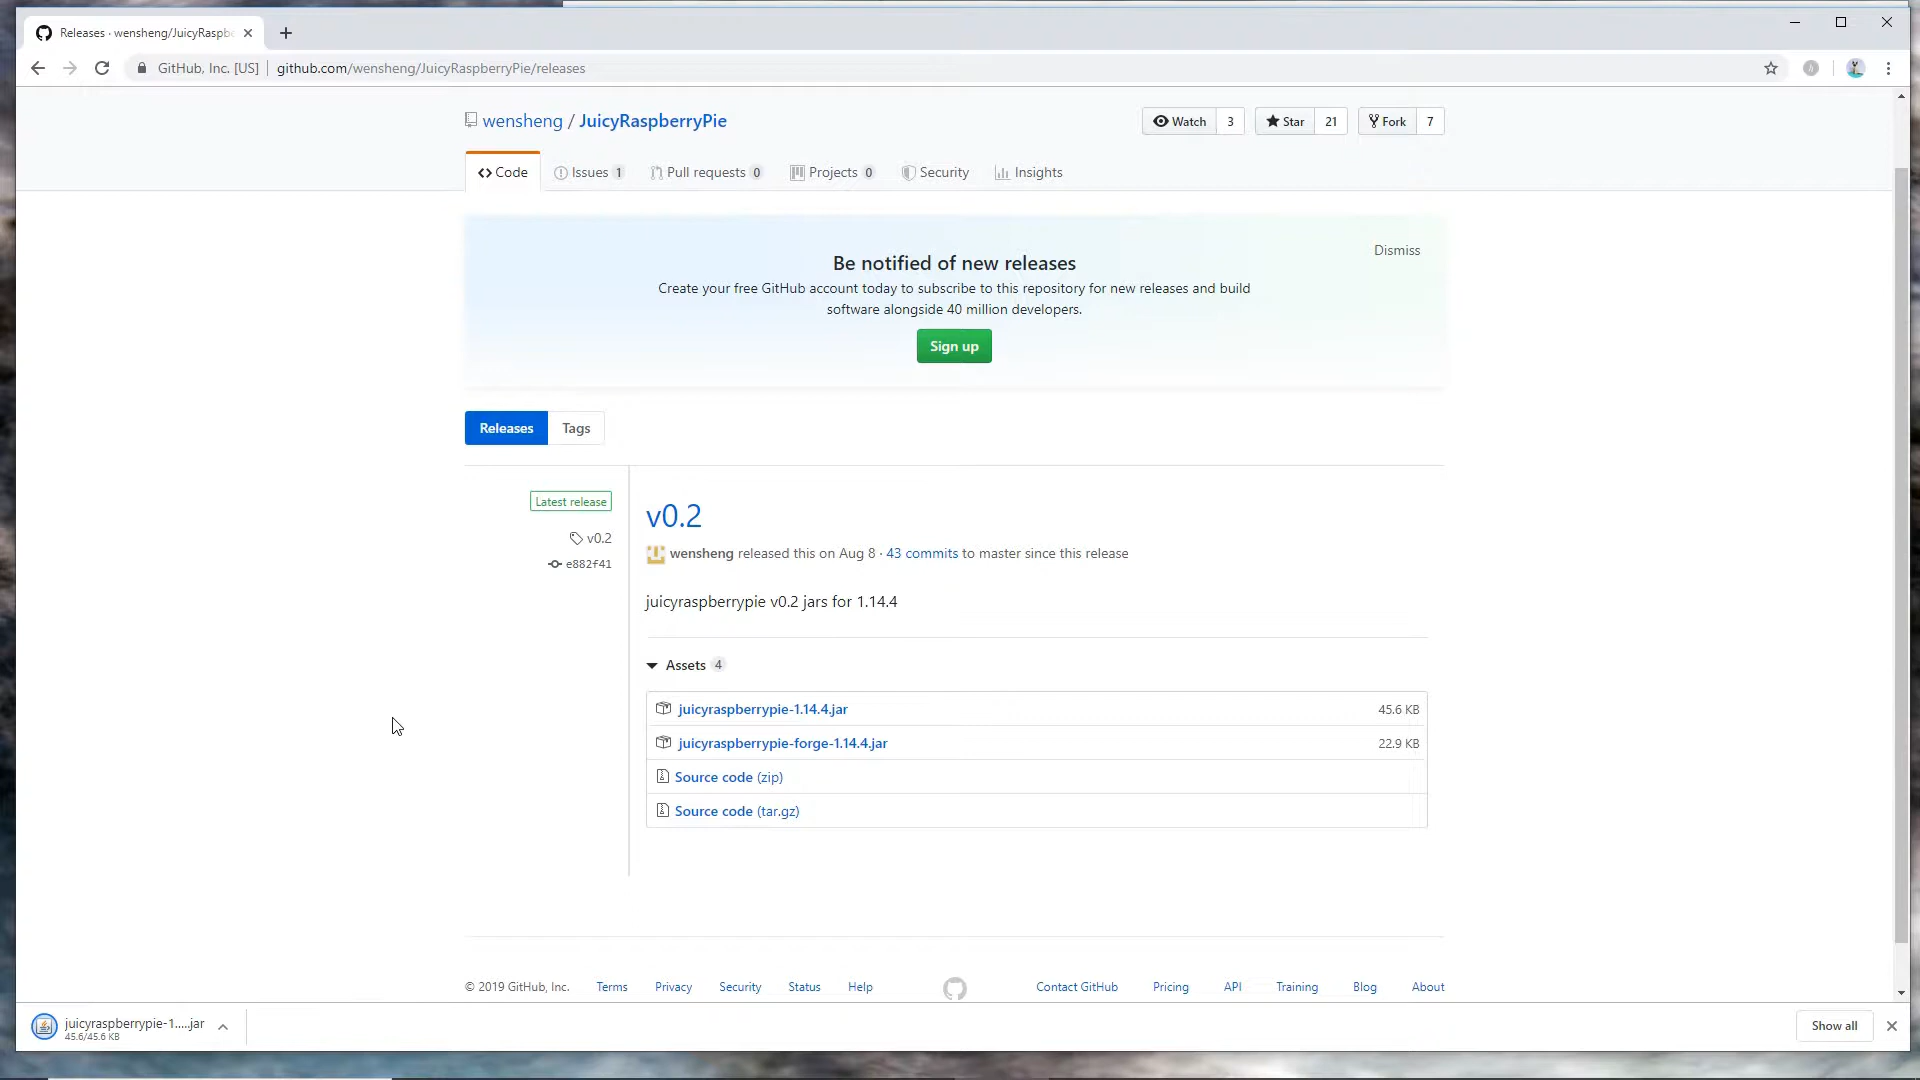 Releases · wensheng/JuicyRaspb
GitHub, Inc. [US] | github.com/wensheng/JuicyRaspberryPie/releases
wensheng / JuicyRaspberryPie
Watch 3 Star 21 Fork 7
Code Issues 1 Pull requests 0 Projects 0 Security Insights
Dismiss
Be notified of new releases
Create your free GitHub account today to subscribe to this repository for new releases and build
software alongside 40 million developers.
Sign up
Releases Tags
Latest release
v0.2
e882f41
v0.2
wensheng released this on Aug 8 · 43 commits to master since this release
juicyraspberrypie v0.2 jars for 1.14.4
Assets 4
juicyraspberrypie-1.14.4.jar 45.6 KB
juicyraspberrypie-forge-1.14.4.jar 22.9 KB
Source code (zip)
Source code (tar.gz)
© 2019 GitHub, Inc. Terms Privacy Security Status Help Contact GitHub Pricing API Training Blog About
juicyraspberrypie-1.....jar
45.6/45.6 KB
Show all